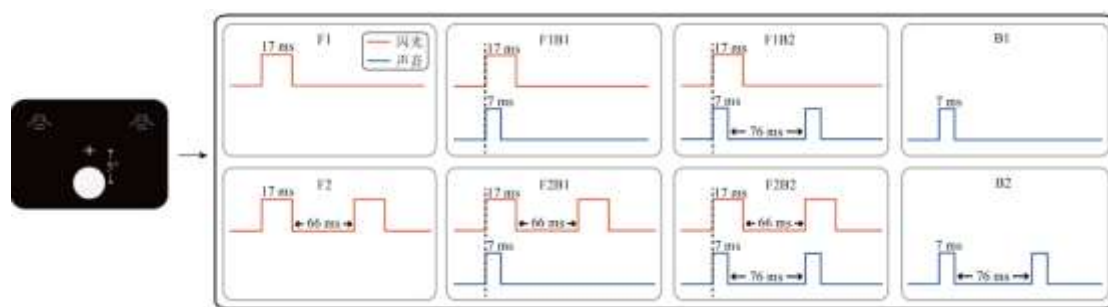 F1
17 ms
闪光
声音
F1B1
17 ms
7 ms
F1B2
17 ms
7 ms
76 ms
B1
7 ms
F2
17 ms
66 ms
F2B1
17 ms
66 ms
7 ms
F2B2
17 ms
66 ms
7 ms
76 ms
B2
7 ms
76 ms